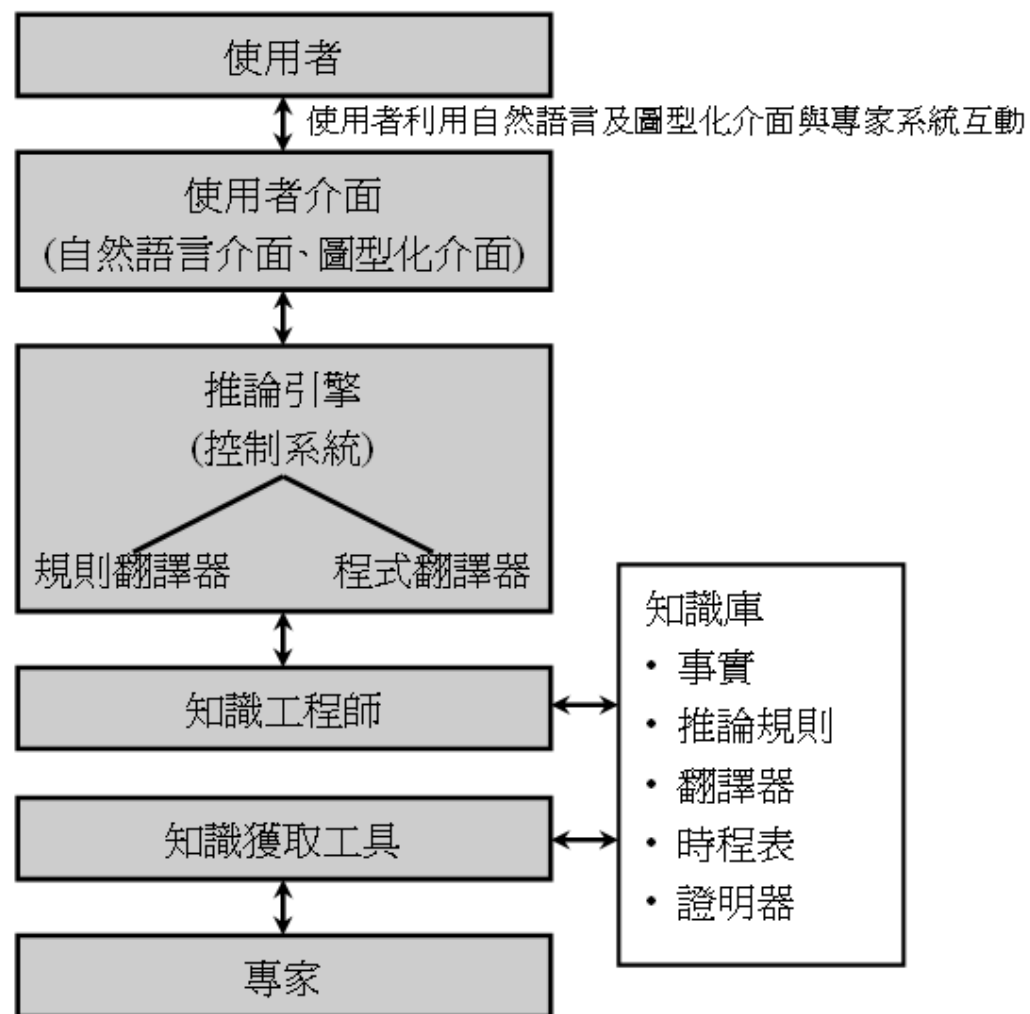 使用者
使用者利用自然語言及圖型化介面與專家系統互動
使用者介面
(自然語言介面、圖型化介面)
推論引擎
(控制系統)
規則翻譯器 程式翻譯器
知識工程師
知識庫
• 事實
• 推論規則
• 翻譯器
• 時程表
• 證明器
知識獲取工具
專家